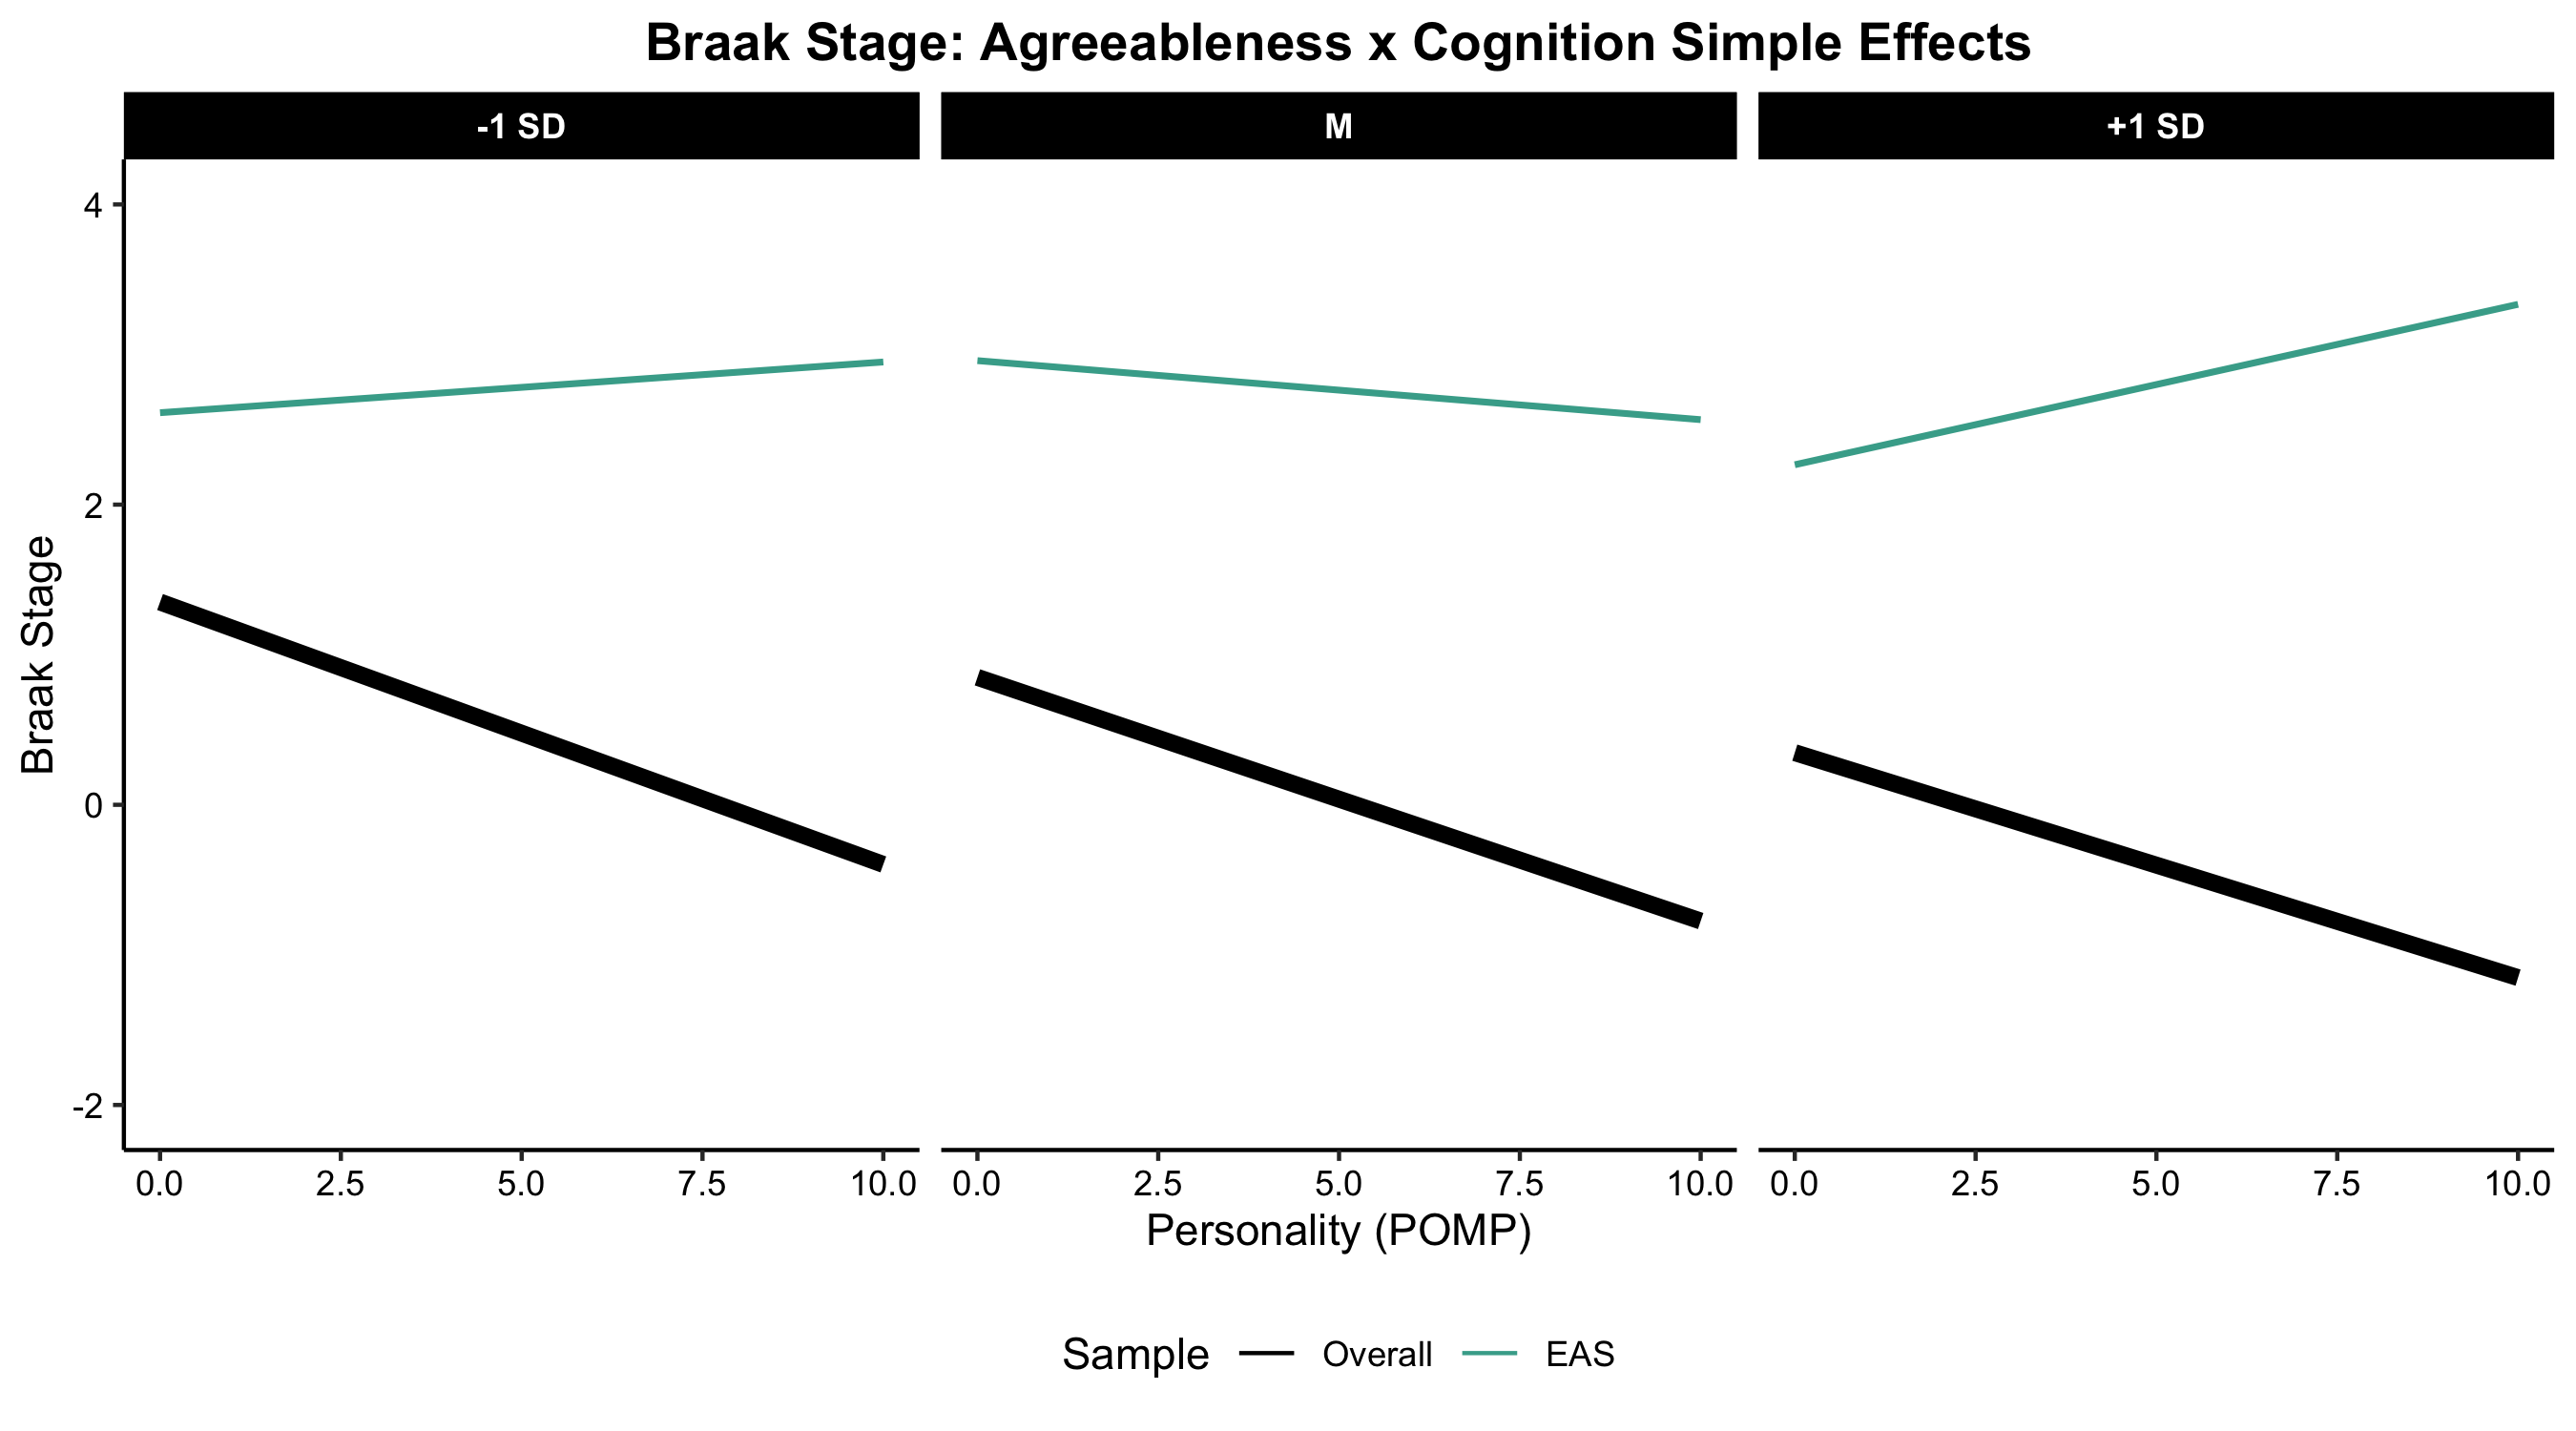 Braak Stage: Agreeableness x Cognition Simple Effects
-1 SD
M
+1 SD
Braak Stage
4
2
0
-2
0.0 2.5 5.0 7.5 10.0
0.0 2.5 5.0 7.5 10.0
0.0 2.5 5.0 7.5 10.0
Personality (POMP)
Sample Overall EAS